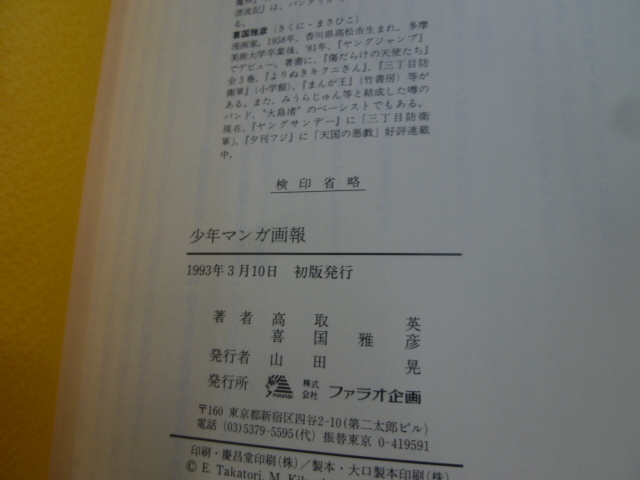 漂流記』は、バンダイ
る。
喜国雅彦(きくに・まさひこ)
漫画家。1958年、香川県高松市生まれ。多摩
美術大学卒業後、'81年、『ヤングジャンプ』
でデビュー。著書に、『傷だらけの天使たち』
全3巻、『よりぬきキクニさん』、『三丁目防
衛軍』(小学館)、『まんが王』(竹書房)等が
ある。また、みうらじゅん等と結成した噂の
バンド、“大島渚”のベーシストでもある。
現在、『ヤングサンデー』に「三丁目防衛
軍」、『夕刊フジ』に「天国の悪戯」好評連載
中。
検印省略
少年マンガ画報
1993年3月10日 初版発行
著者 高取英
喜国雅彦
発行者 山田晃
発行所 株式会社 ファラオ企画
〒160 東京都新宿区四谷2-10(第二太郎ビル)
電話 (03)5379-5595(代) 振替東京 0-419591
印刷・慶昌堂印刷(株)/製本・大口製本印刷(株)
© E. Takatori, M.